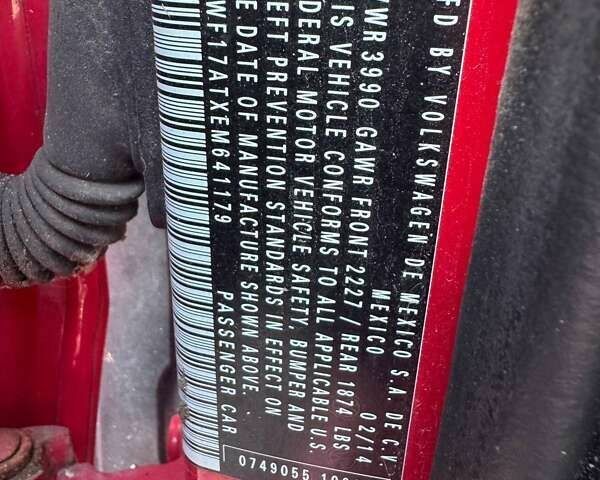 FD BY VOLKSWAGEN DE MEXICO S.A. DE C.V
MEXICO 02/14
VWR 3990 GAWR FRONT 2227 / REAR 1874 LBS
IS VEHICLE CONFORMS TO ALL APPLICABLE U.S
DERAL MOTOR VEHICLE SAFETY, BUMPER AND
EFT PREVENTION STANDARDS IN EFFECT ON
E DATE OF MANUFACTURE SHOWN ABOVE.
WF17ATXEM641179 PASSENGER CAR
0749055